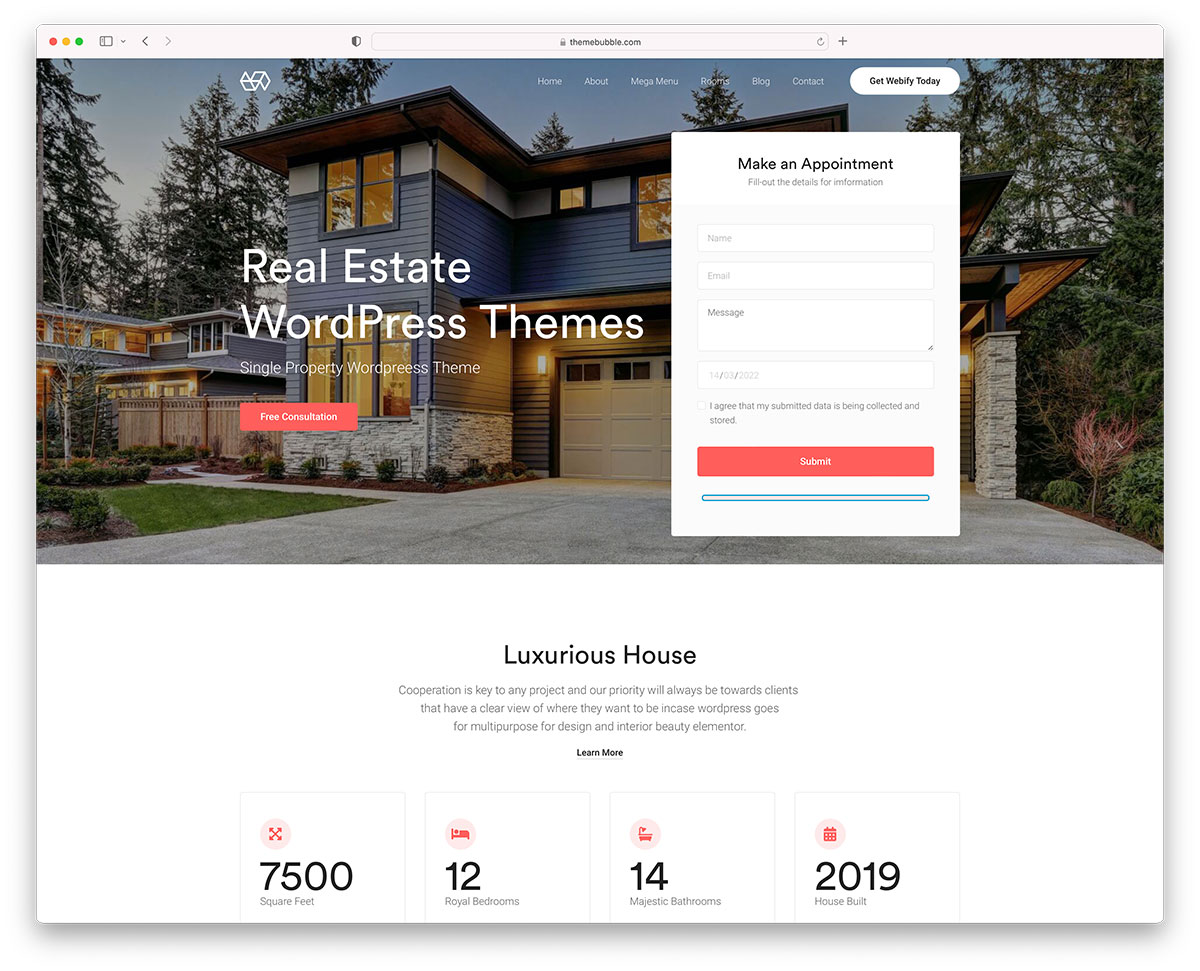 themebubble.com
Home About Mega Menu Rooms Blog Contact Get Webify Today
Real Estate
WordPress Themes
Single Property Wordpreess Theme
Free Consultation
Make an Appointment
Fill-out the details for imformation
Name
Email
Message
14/03/2022
I agree that my submitted data is being collected and
stored.
Submit
Luxurious House
Cooperation is key to any project and our priority will always be towards clients
that have a clear view of where they want to be incase wordpress goes
for multipurpose for design and interior beauty elementor.
Learn More
7500
Square Feet
12
Royal Bedrooms
14
Majestic Bathrooms
2019
House Built